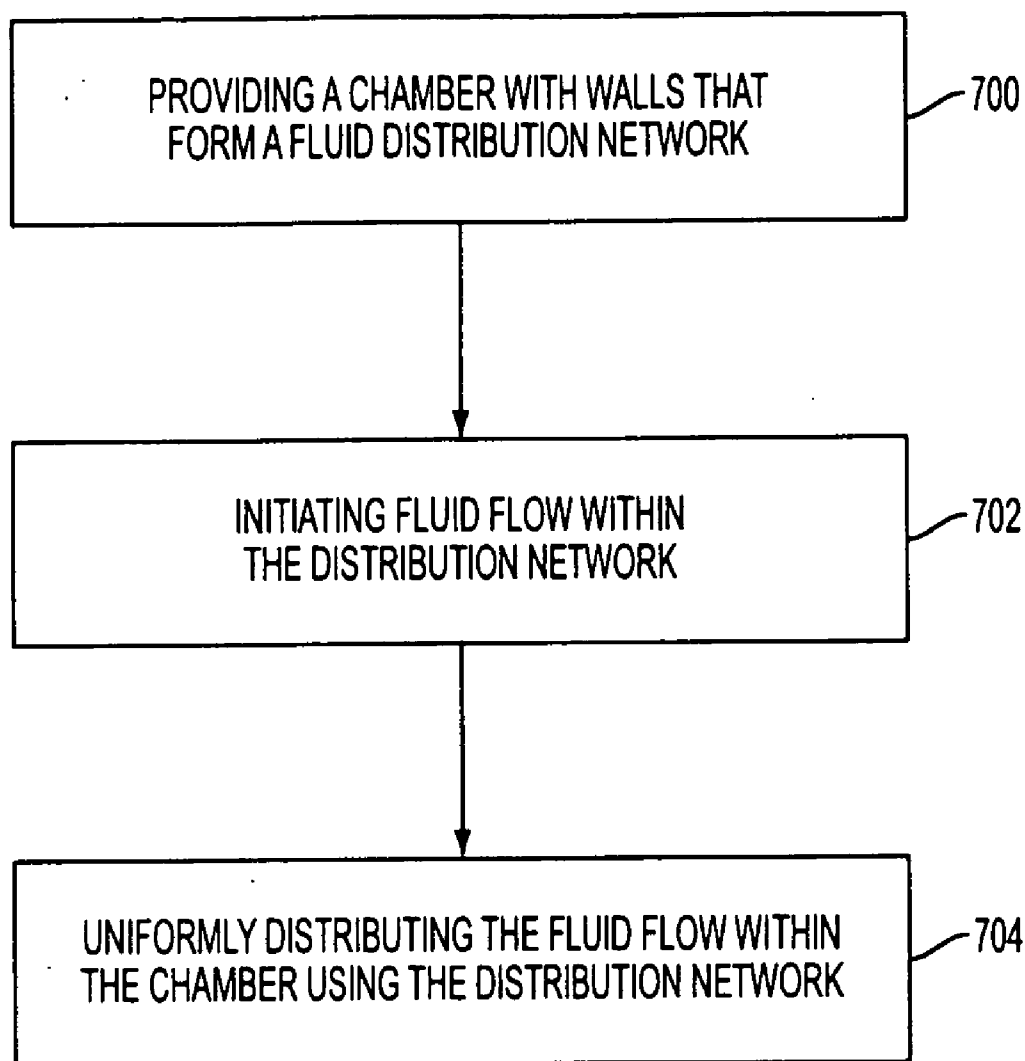 PROVIDING A CHAMBER WITH WALLS THAT
FORM A FLUID DISTRIBUTION NETWORK
700
INITIATING FLUID FLOW WITHIN
THE DISTRIBUTION NETWORK
702
UNIFORMLY DISTRIBUTING THE FLUID FLOW WITHIN
THE CHAMBER USING THE DISTRIBUTION NETWORK
704